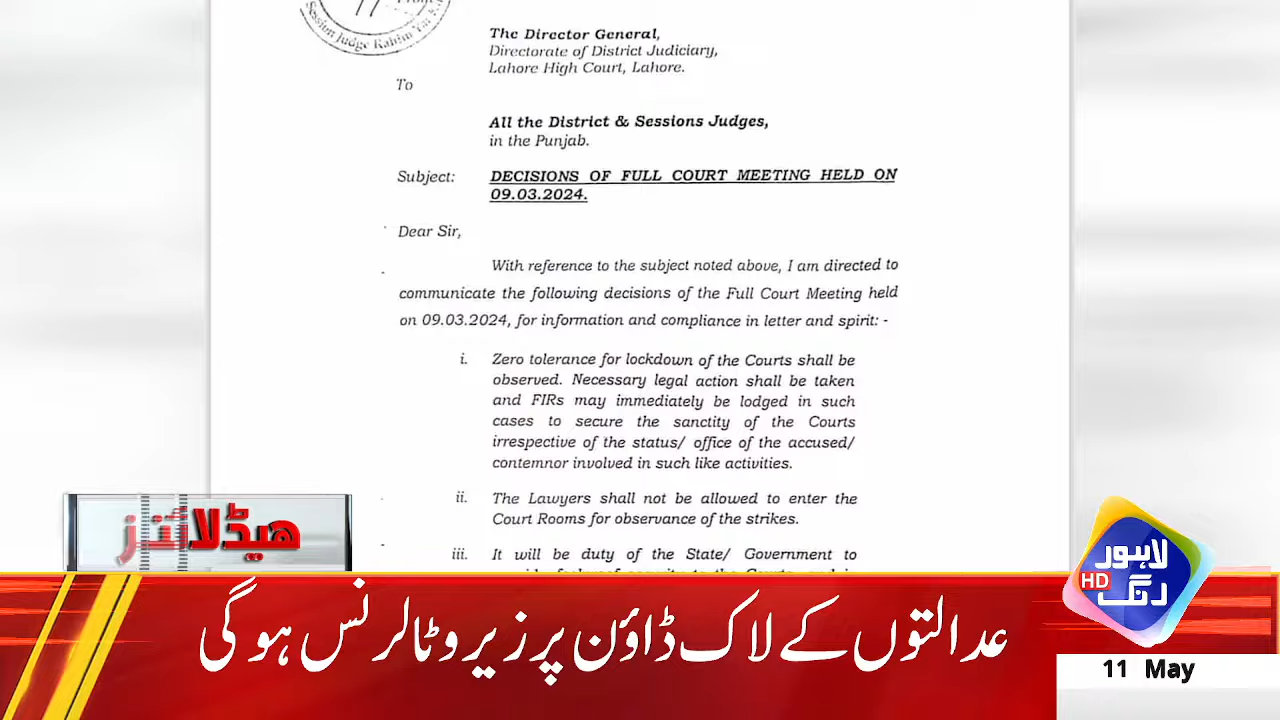 Session Judge Rahim Yar
The Director General,
Directorate of District Judiciary,
Lahore High Court, Lahore.
To
All the District & Sessions Judges,
in the Punjab.
Subject: DECISIONS OF FULL COURT MEETING HELD ON
09.03.2024.
Dear Sir,
With reference to the subject noted above, I am directed to
communicate the following decisions of the Full Court Meeting held
on 09.03.2024, for information and compliance in letter and spirit: -
i. Zero tolerance for lockdown of the Courts shall be
observed. Necessary legal action shall be taken
and FIRs may immediately be lodged in such
cases to secure the sanctity of the Courts
irrespective of the status/ office of the accused/
contemnor involved in such like activities.
ii. The Lawyers shall not be allowed to enter the
Court Rooms for observance of the strikes.
iii. It will be duty of the State/ Government to
ہیڈلائنز
لاہور
HD رنگ
عدالتوں کے لاک ڈاؤن پر زیرو ٹالرنس ہوگی
11 May